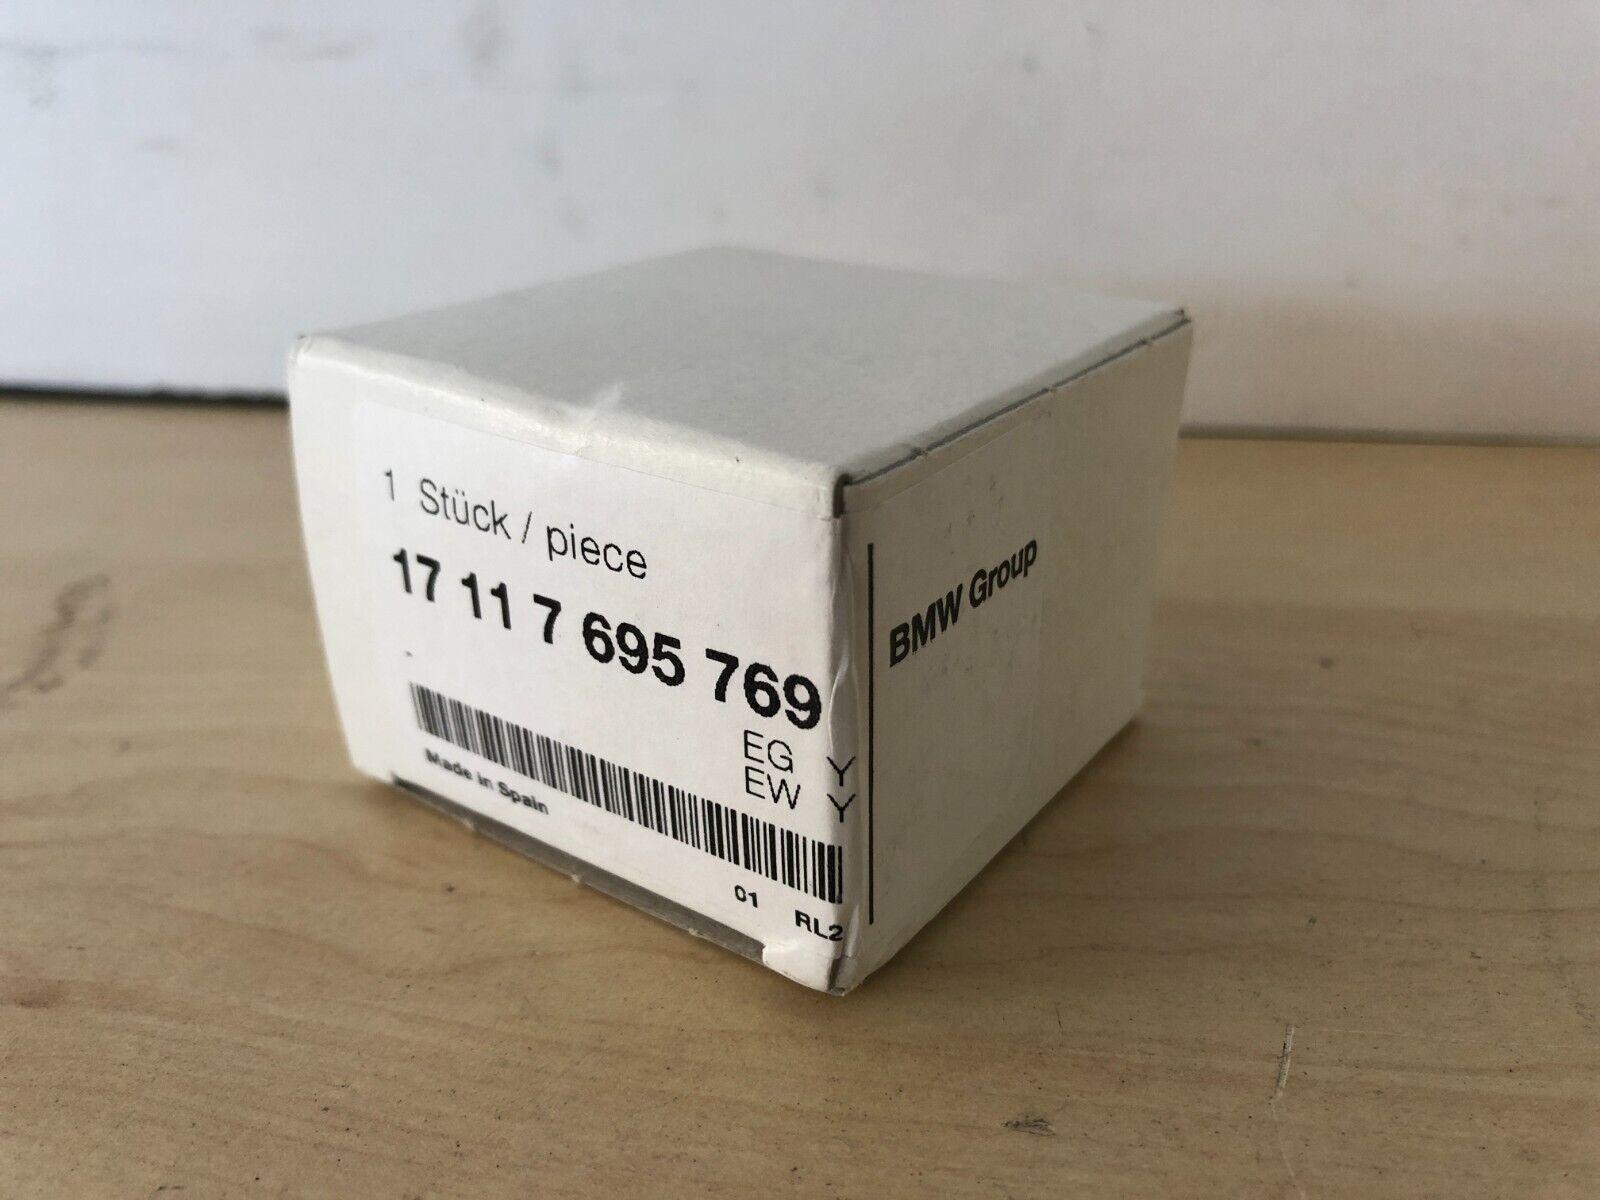 1 Stück / piece
17 11 7 695 769
EG Y
EW Y
Made in Spain
01 RL2
BMW Group